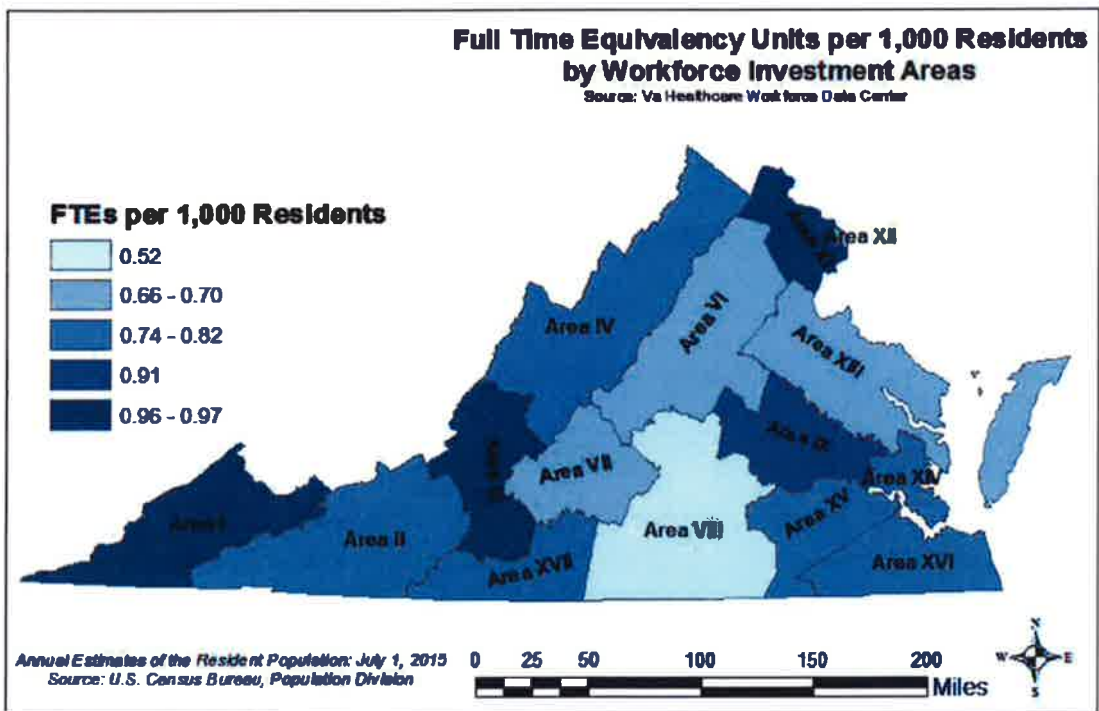 Full Time Equivalency Units per 1,000 Residents
by Workforce Investment Areas
Source: Va Healthcare Workforce Data Center
FTEs per 1,000 Residents
0.52
0.66 - 0.70
0.74 - 0.82
0.91
0.96 - 0.97
Area XII
Area VI
Area IV
Area XIII
Area IX
Area VII
Area XIV
Area I
Area II
Area VIII
Area XV
Area XVII
Area XVI
Annual Estimates of the Resident Population: July 1, 2015
Source: U.S. Census Bureau, Population Division
0 25 50 100 150 200
Miles
N
W E
S